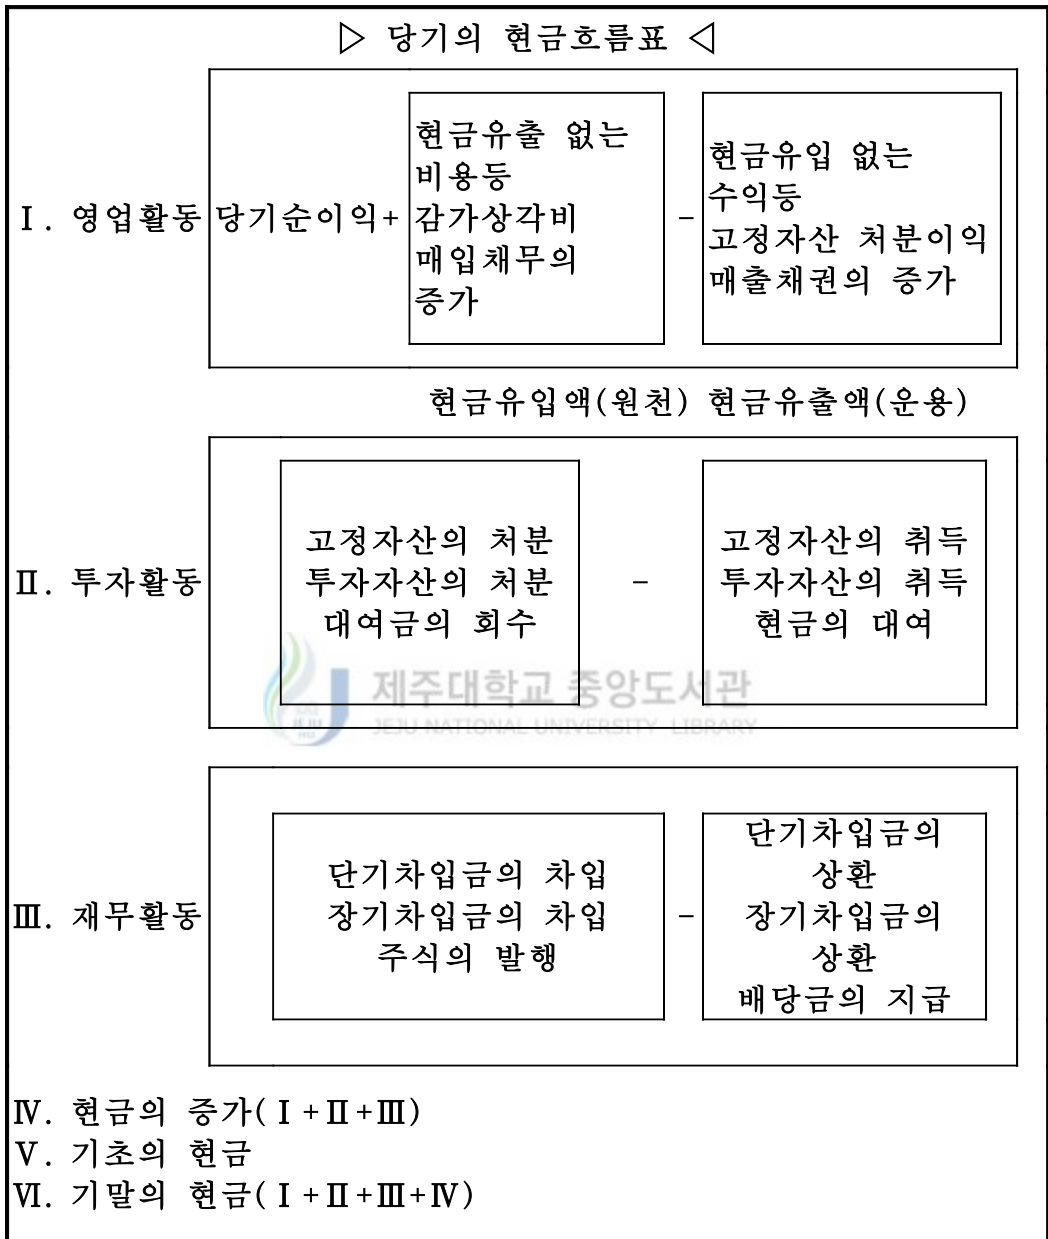 ▷ 당기의 현금흐름표 ◁
Ⅰ. 영업활동 당기순이익+
현금유출 없는
비용등
감가상각비
매입채무의
증가
-
현금유입 없는
수익등
고정자산 처분이익
매출채권의 증가
현금유입액(원천) 현금유출액(운용)
Ⅱ. 투자활동
고정자산의 처분
투자자산의 처분
대여금의 회수
-
고정자산의 취득
투자자산의 취득
현금의 대여
제주대학교 중앙도서관
JEJU NATIONAL UNIVERSITY LIBRARY
Ⅲ. 재무활동
단기차입금의 차입
장기차입금의 차입
주식의 발행
-
단기차입금의
상환
장기차입금의
상환
배당금의 지급
Ⅳ. 현금의 증가(Ⅰ+Ⅱ+Ⅲ)
Ⅴ. 기초의 현금
Ⅵ. 기말의 현금(Ⅰ+Ⅱ+Ⅲ+Ⅳ)